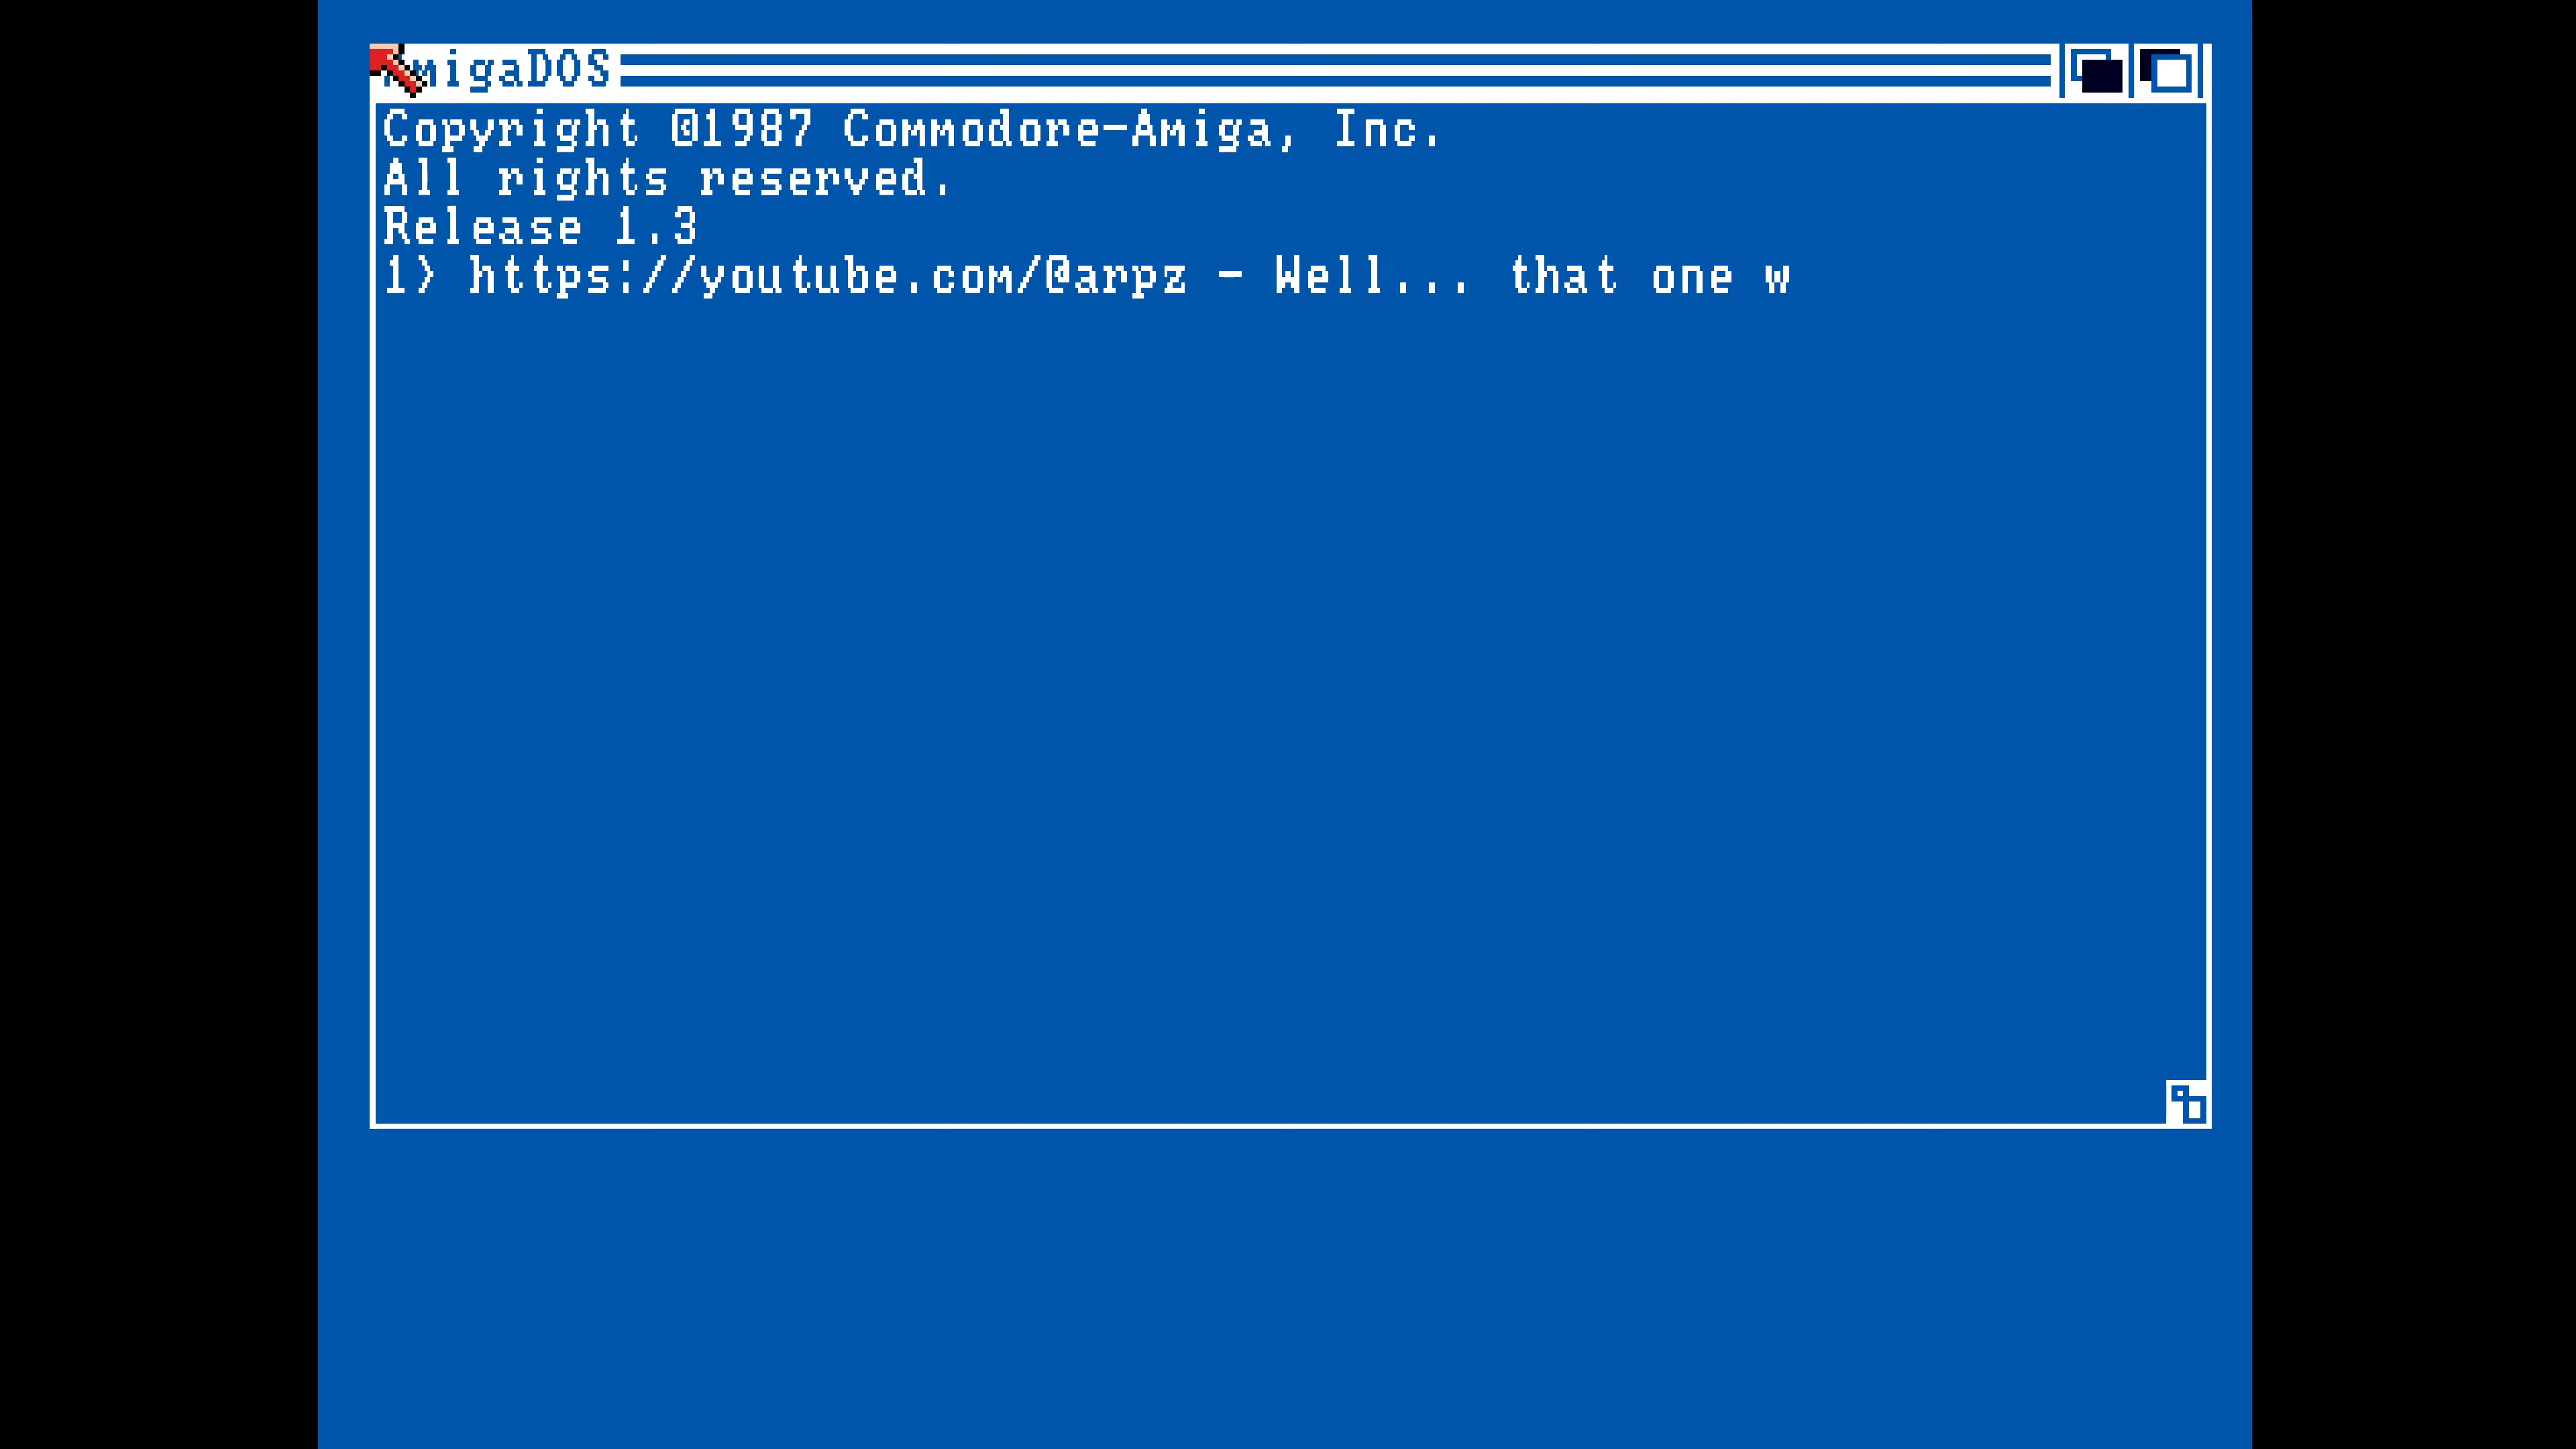 AmigaDOS
Copyright ©1987 Commodore-Amiga, Inc.
All rights reserved.
Release 1.3
1> https://youtube.com/@arpz - Well... that one w